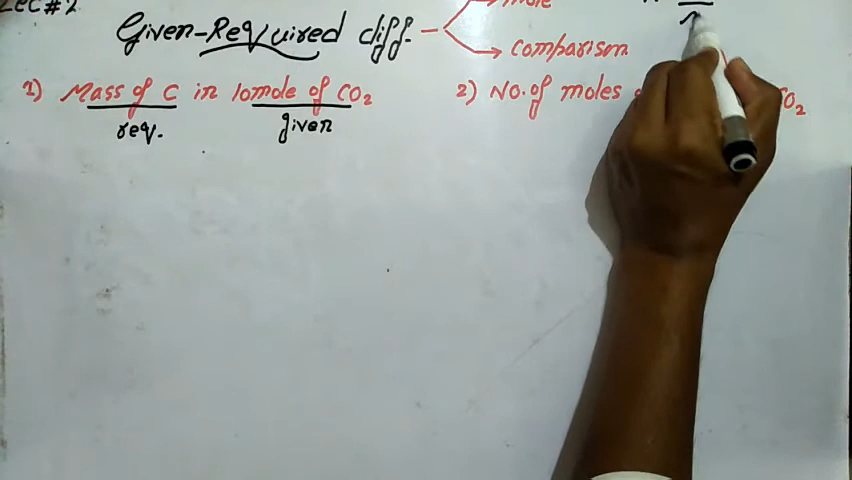 Lec#2
mole
Given-Required diff.
comparism
1) Mass of C in 10mole of CO2
2) No. of moles
req.
given